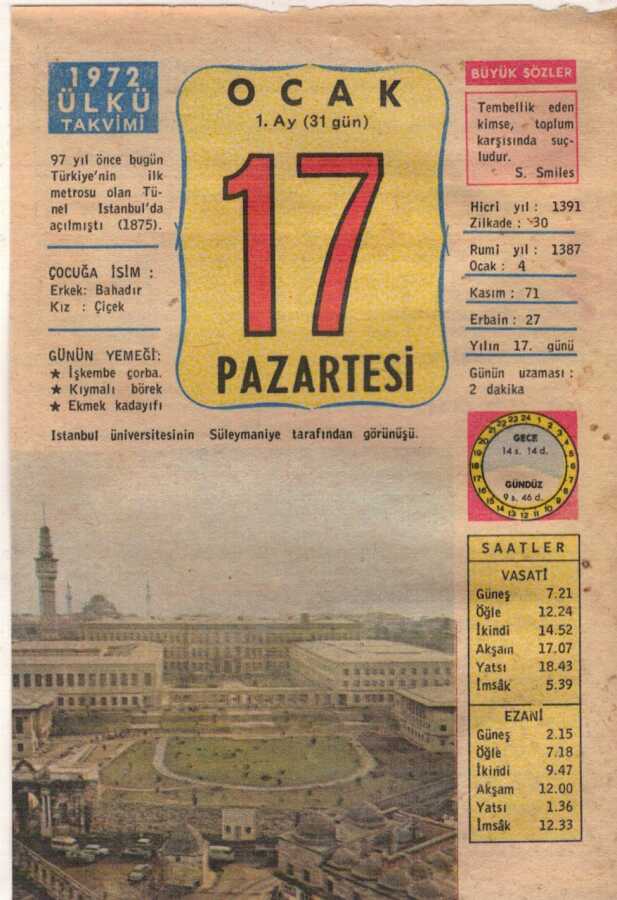 1972
ÜLKÜ
TAKVİMİ
97 yıl önce bugün
Türkiye'nin ilk
metrosu olan Tü-
nel Istanbul'da
açılmıştı (1875).
ÇOCUĞA İSİM :
Erkek: Bahadır
Kız : Çiçek
GÜNÜN YEMEĞİ:
★ İşkembe çorba.
★ Kıymalı börek
★ Ekmek kadayıfı
OCAK
1. Ay (31 gün)
17
PAZARTESİ
BÜYÜK SÖZLER
Tembellik eden
kimse, toplum
karşısında suç-
ludur.
S. Smiles
Hicrî yıl : 1391
Zilkade : 30
Rumî yıl : 1387
Ocak : 4
Kasım : 71
Erbain : 27
Yılın 17. günü
Günün uzaması :
2 dakika
Istanbul üniversitesinin Süleymaniye tarafından görünüşü.
GECE
14 s. 14 d.
GÜNDÜZ
9 s. 46 d.
SAATLER
VASATİ
Güneş 7.21
Öğle 12.24
İkindi 14.52
Akşam 17.07
Yatsı 18.43
İmsâk 5.39
EZANİ
Güneş 2.15
Öğle 7.18
İkindi 9.47
Akşam 12.00
Yatsı 1.36
İmsâk 12.33